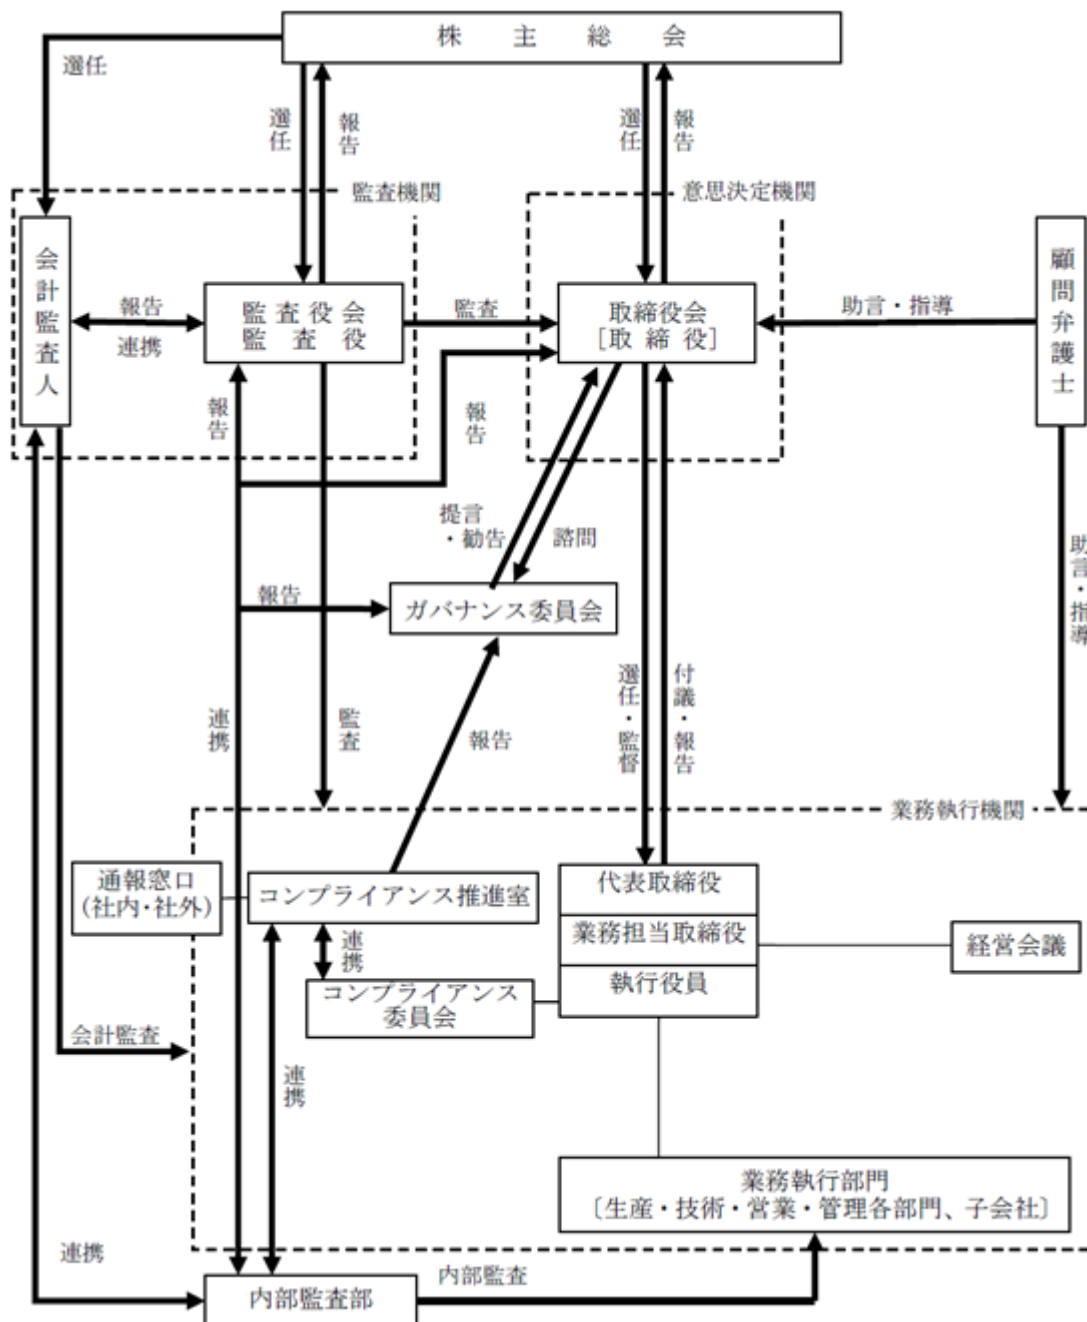 株主総会
選任
選任
報告
選任
報告
監査機関
意思決定機関
会計監査人
報告
連携
監査役会
監査役
監査
取締役会
［取締役］
助言・指導
顧問弁護士
報告
報告
提言
・勧告
諮問
助言・指導
報告
ガバナンス委員会
連携
監査
報告
選任・監督
付議・報告
業務執行機関
通報窓口
(社内・社外)
コンプライアンス推進室
代表取締役
業務担当取締役
執行役員
経営会議
連携
コンプライアンス
委員会
会計監査
連携
業務執行部門
〔生産・技術・営業・管理各部門、子会社〕
連携
内部監査部
内部監査